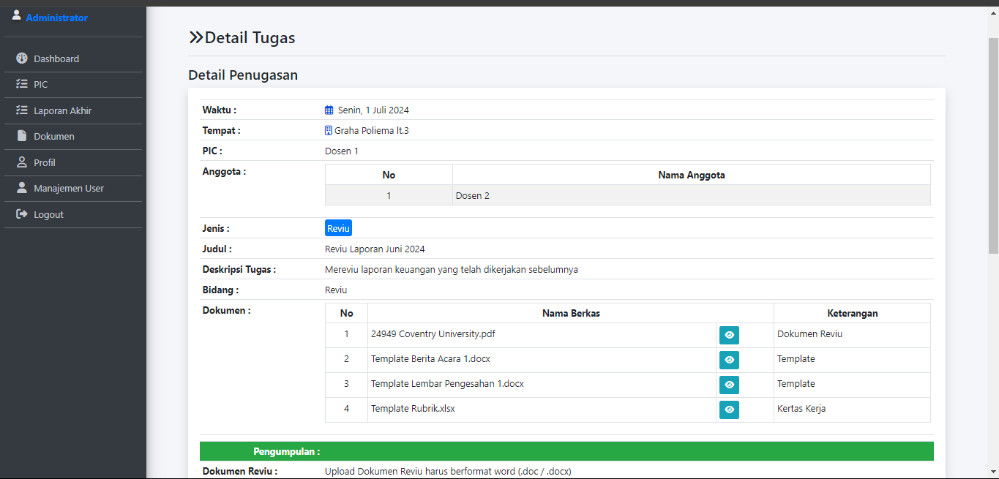 Administrator
Dashboard
PIC
Laporan Akhir
Dokumen
Profil
Manajemen User
Logout
Detail Tugas
Detail Penugasan
Waktu : Senin, 1 Juli 2024
Tempat : Graha Poliema lt.3
PIC : Dosen 1
Anggota :
No Nama Anggota
1 Dosen 2
Jenis : Reviu
Judul : Reviu Laporan Juni 2024
Deskripsi Tugas : Mereviu laporan keuangan yang telah dikerjakan sebelumnya
Bidang : Reviu
Dokumen :
No Nama Berkas Keterangan
1 24949 Coventry University.pdf Dokumen Reviu
2 Template Berita Acara 1.docx Template
3 Template Lembar Pengesahan 1.docx Template
4 Template Rubrik.xlsx Kertas Kerja
Pengumpulan :
Dokumen Reviu : Upload Dokumen Reviu harus berformat word (.doc / .docx)